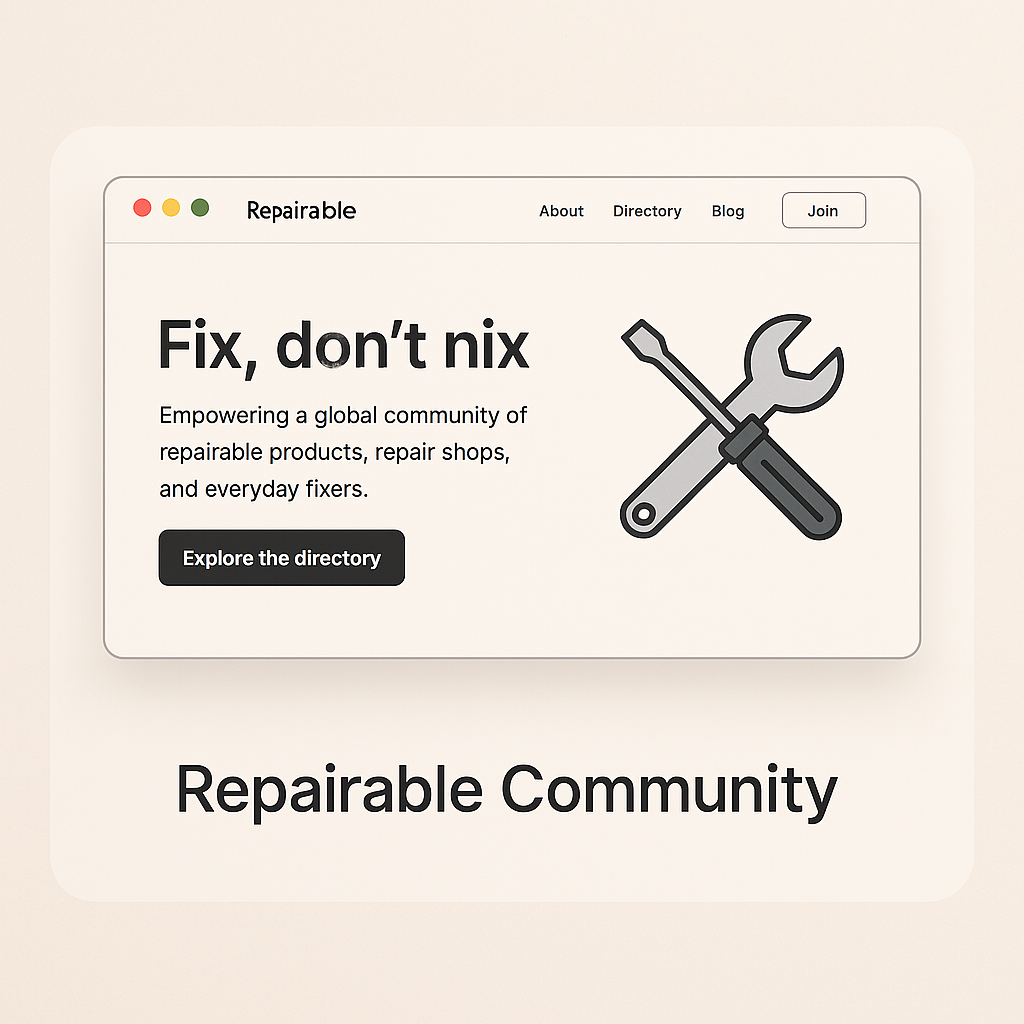 Repairable
About
Directory
Blog
Join
Fix, don’t nix
Empowering a global community of
repairable products, repair shops,
and everyday fixers.
Explore the directory
Repairable Community